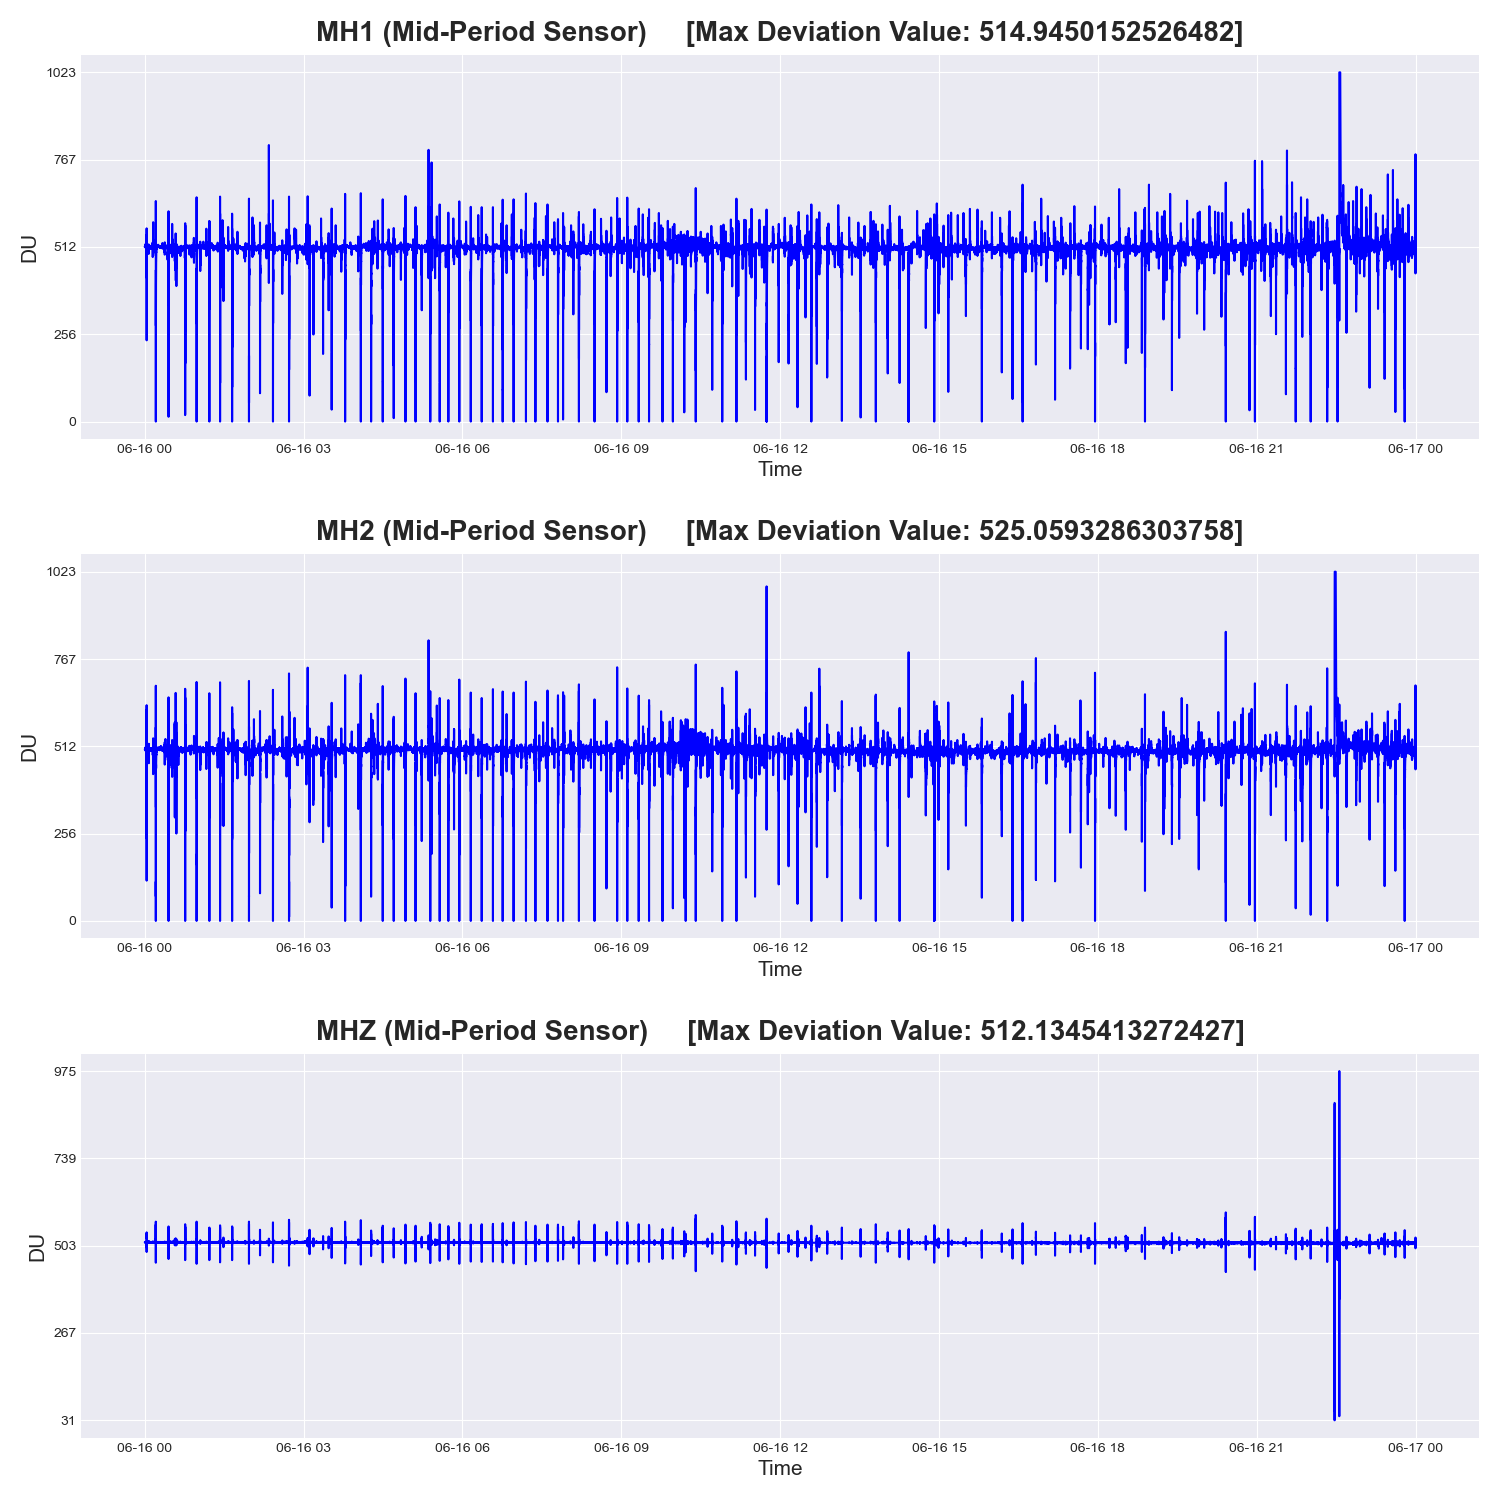 MH1 (Mid-Period Sensor)     [Max Deviation Value: 514.9450152526482]
1023
767
512
256
0
DU
06-16 00 06-16 03 06-16 06 06-16 09 06-16 12 06-16 15 06-16 18 06-16 21 06-17 00
Time
MH2 (Mid-Period Sensor)     [Max Deviation Value: 525.0593286303758]
1023
767
512
256
0
DU
06-16 00 06-16 03 06-16 06 06-16 09 06-16 12 06-16 15 06-16 18 06-16 21 06-17 00
Time
MHZ (Mid-Period Sensor)     [Max Deviation Value: 512.1345413272427]
975
739
503
267
31
DU
06-16 00 06-16 03 06-16 06 06-16 09 06-16 12 06-16 15 06-16 18 06-16 21 06-17 00
Time